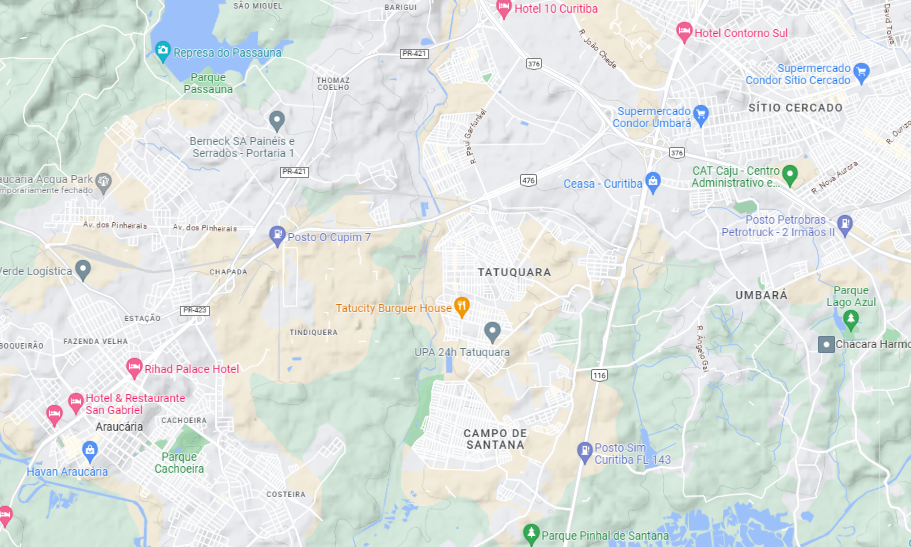 SÃO MIGUEL
BARIGUI
Hotel 10 Curitiba
Hotel Contorno Sul
R. João Chede
R. David Tows
Represa do Passaúna
PR-421
376
Parque
Passaúna
THOMAZ
COELHO
Supermercado
Condor Sítio Cercado
SÍTIO CERCADO
Supermercado
Condor Umbará
R. Paul Garfunkel
Berneck SA Painéis e
Serrados - Portaria 1
376
R. Ourizo
PR-421
476
Ceasa - Curitiba
CAT Caju - Centro
Administrativo e...
R. Nova Aurora
aucaria Acqua Park
mporariamente fechado
Av. dos Pinheirais
Av. dos Pinheirais
Posto O Cupim 7
Posto Petrobras -
Petrotruck - 2 Irmãos II
Verde Logística
CHAPADA
TATUQUARA
UMBARÁ
Parque
Lago Azul
PR-423
ESTAÇÃO
Tatucity Burguer House
TINDIQUERA
FAZENDA VELHA
BOQUEIRÃO
UPA 24h Tatuquara
R. Ângelo Gai
Chacara Harmo
Rihad Palace Hotel
116
Hotel & Restaurante
San Gabriel
Araucária
CACHOEIRA
CAMPO DE
SANTANA
Parque
Cachoeira
Havan Araucária
Posto Sim
Curitiba FL 143
COSTEIRA
Parque Pinhal de Santana